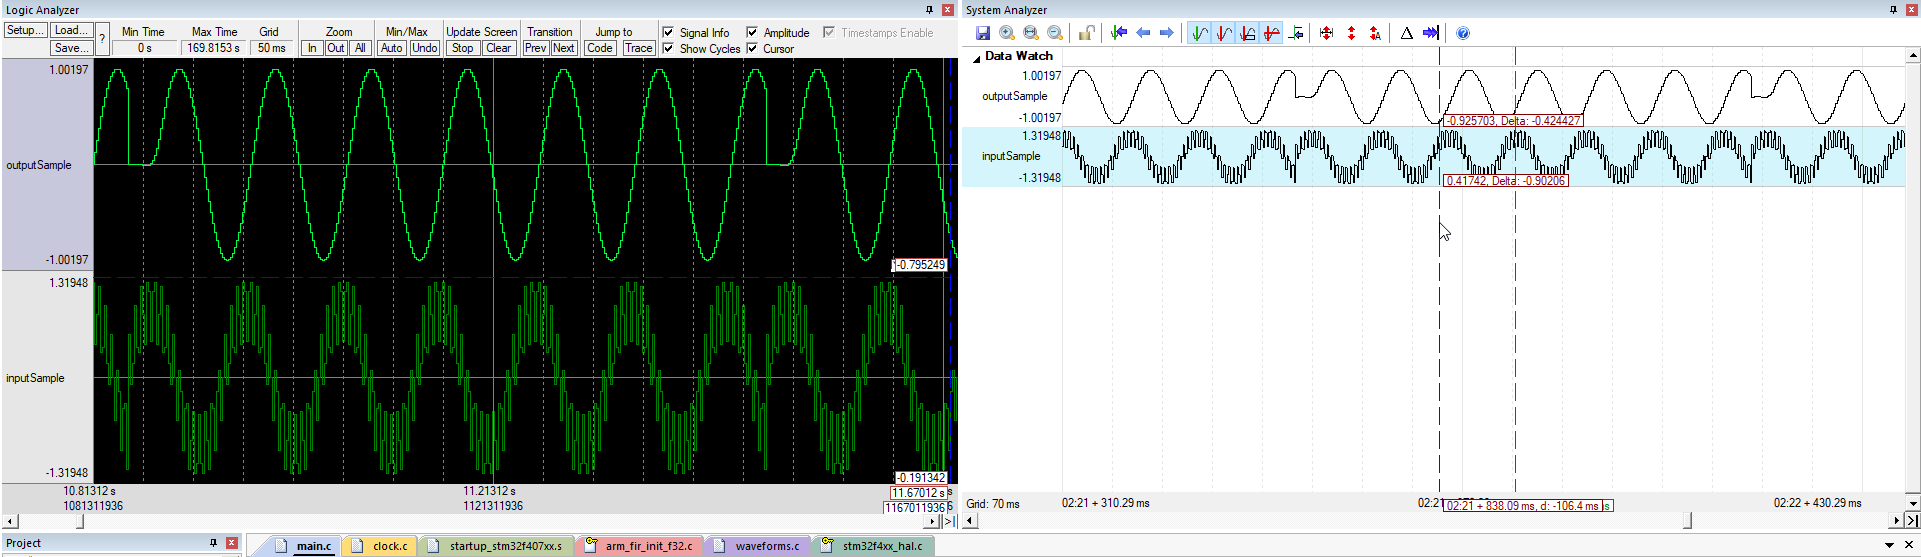 Logic Analyzer
Setup... Load... Save... ?
Min Time Max Time Grid Zoom Min/Max Update Screen Transition Jump to
0 s 169.8153 s 50 ms In Out All Auto Undo Stop Clear Prev Next Code Trace
Signal Info Amplitude Timestamps Enable
Show Cycles Cursor
1.00197
outputSample
-1.00197
-0.795249
1.31948
inputSample
-1.31948
-0.191342
10.81312 s 11.21312 s 11.67012 s
1081311936 1121311936 1167011936
System Analyzer
Data Watch
1.00197
outputSample
-1.00197
-0.925703, Delta: -0.424427
1.31948
inputSample
-1.31948
0.41742, Delta: -0.90206
Grid: 70 ms 02:21 + 310.29 ms 02:21 02:21 + 838.09 ms, d: -106.4 ms 02:22 + 430.29 ms
Project
main.c clock.c startup_stm32f407xx.s arm_fir_init_f32.c waveforms.c stm32f4xx_hal.c